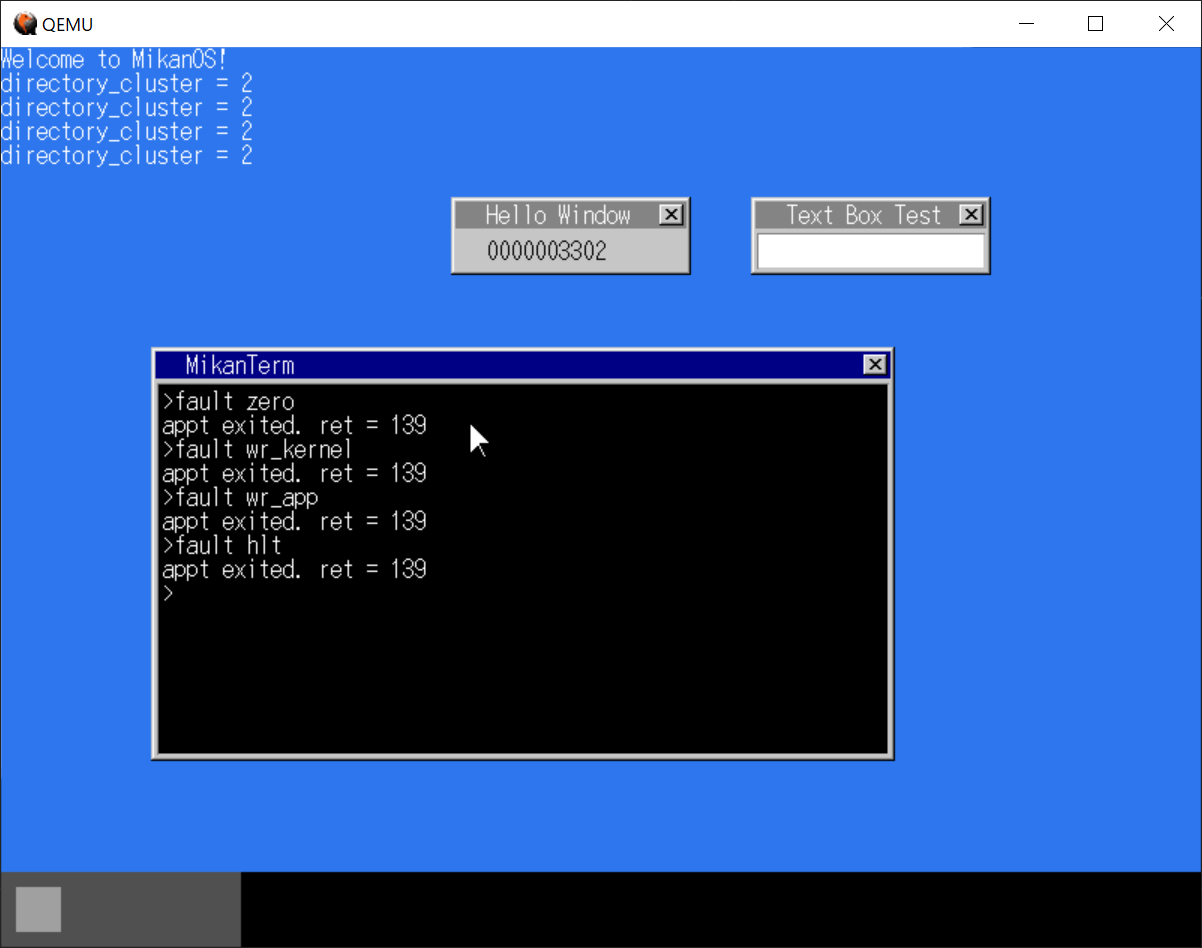 QEMU
Welcome to MikanOS!
directory_cluster = 2
directory_cluster = 2
directory_cluster = 2
directory_cluster = 2
Hello Window
0000003302
Text Box Test
MikanTerm
>fault zero
appt exited. ret = 139
>fault wr_kernel
appt exited. ret = 139
>fault wr_app
appt exited. ret = 139
>fault hlt
appt exited. ret = 139
>